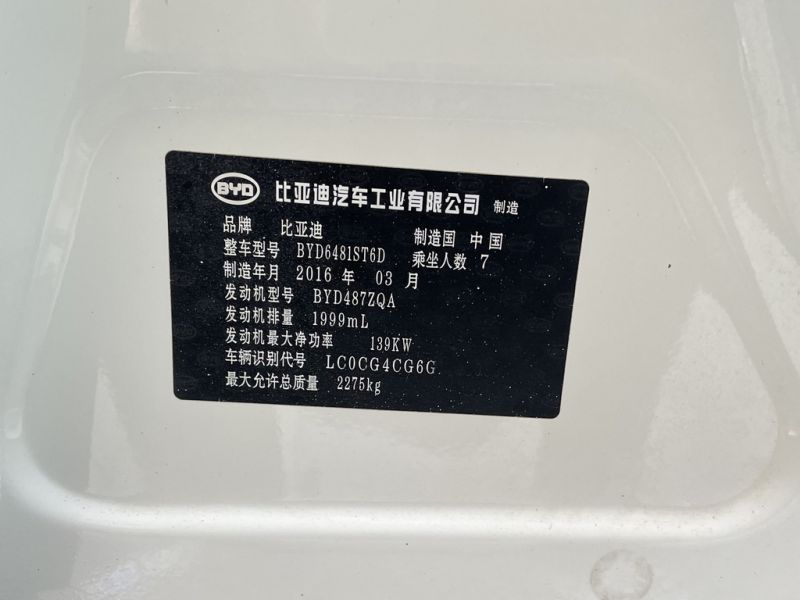 BYD 比亚迪汽车工业有限公司 制造
品牌 比亚迪 制造国 中国
整车型号 BYD6481ST6D 乘坐人数 7
制造年月 2016 年 03 月
发动机型号 BYD487ZQA
发动机排量 1999mL
发动机最大净功率 139KW
车辆识别代号 LC0CG4CG6G
最大允许总质量 2275kg